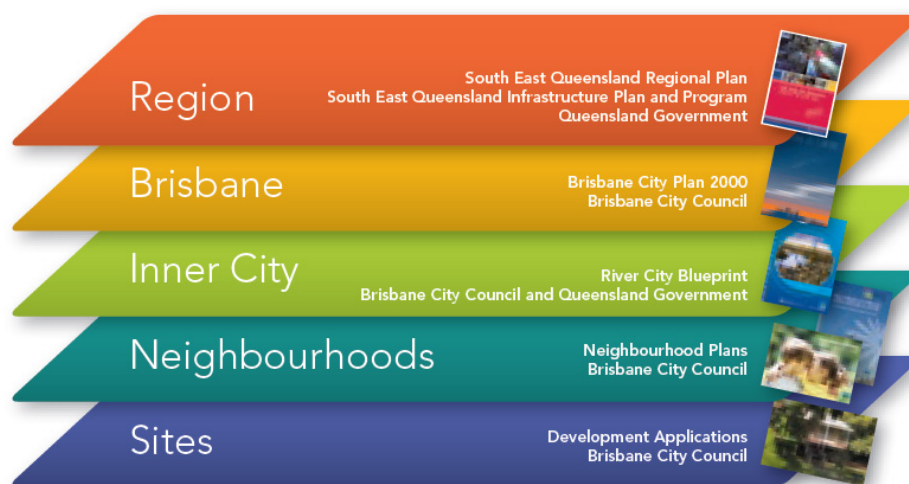 Region
South East Queensland Regional Plan
South East Queensland Infrastructure Plan and Program
Queensland Government
Brisbane
Brisbane City Plan 2000
Brisbane City Council
Inner City
River City Blueprint
Brisbane City Council and Queensland Government
Neighbourhoods
Neighbourhood Plans
Brisbane City Council
Sites
Development Applications
Brisbane City Council